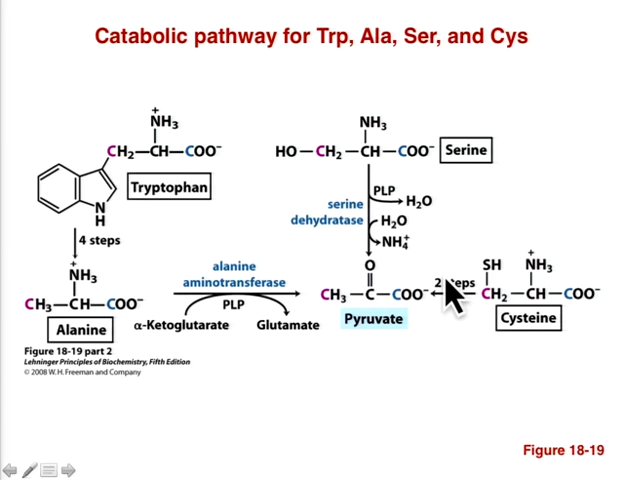 Catabolic pathway for Trp, Ala, Ser, and Cys
+
NH3
CH2—CH—COO−
N
H
Tryptophan
4 steps
+
NH3
CH3—CH—COO−
Alanine
alanine
aminotransferase
PLP
α-Ketoglutarate
Glutamate
NH3
HO—CH2—CH—COO−
Serine
serine
dehydratase
PLP
H2O
H2O
NH4+
O
CH3—C—COO−
Pyruvate
2
SH
+
NH3
CH2—CH—COO−
Cysteine
Figure 18-19 part 2
Lehninger Principles of Biochemistry, Fifth Edition
© 2008 W. H. Freeman and Company
Figure 18-19